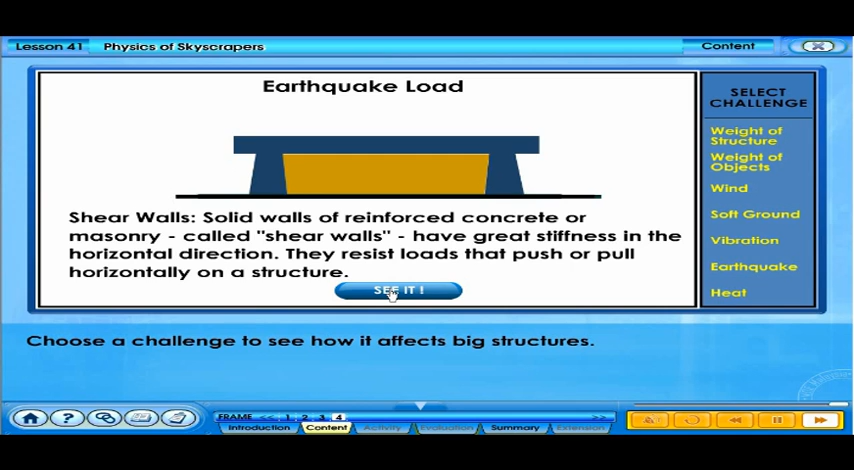 Lesson 41 Physics of Skyscrapers Content
Earthquake Load
Shear Walls: Solid walls of reinforced concrete or
masonry - called "shear walls" - have great stiffness in the
horizontal direction. They resist loads that push or pull
horizontally on a structure.
SEE IT !
SELECT
CHALLENGE
Weight of
Structure
Weight of
Objects
Wind
Soft Ground
Vibration
Earthquake
Heat
Choose a challenge to see how it affects big structures.
FRAME << 1 2 3 4 >>
Introduction Content Activity Evaluation Summary Extension